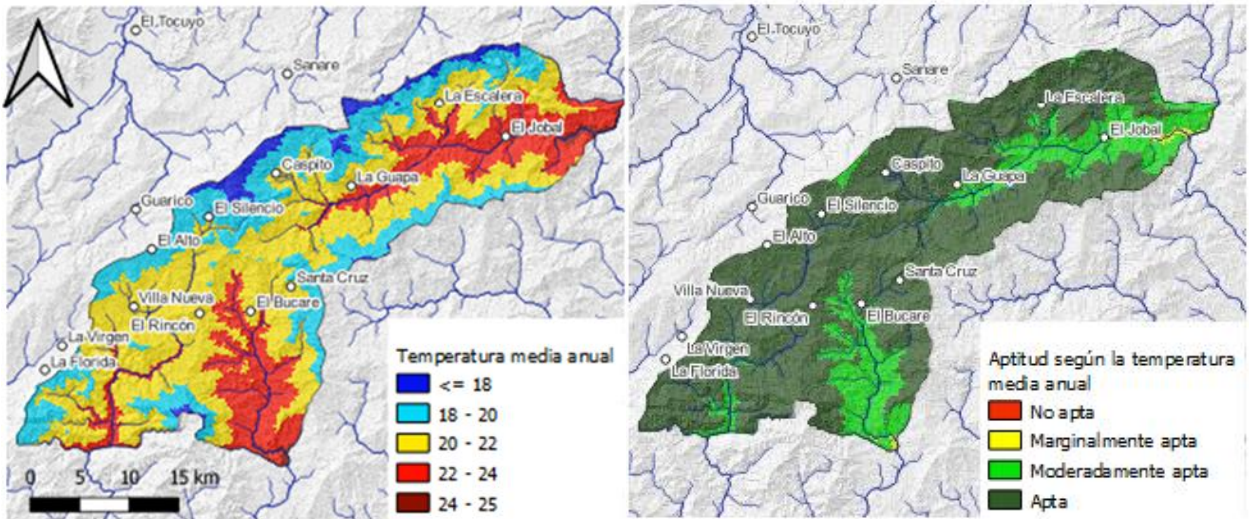 El Tocuyo
Sanare
La Escalera
El Jobal
Caspito
La Guapa
Guarico
El Silencio
El Alto
Santa Cruz
Villa Nueva
El Bucare
El Rincón
La Virgen
La Florida
Temperatura media anual
<= 18
18 - 20
20 - 22
22 - 24
24 - 25
0 5 10 15 km
El Tocuyo
Sanare
La Escalera
El Jobal
Caspito
La Guapa
Guarico
El Silencio
El Alto
Santa Cruz
Villa Nueva
El Rincón
El Bucare
La Virgen
La Florida
Aptitud según la temperatura
media anual
No apta
Marginalmente apta
Moderadamente apta
Apta